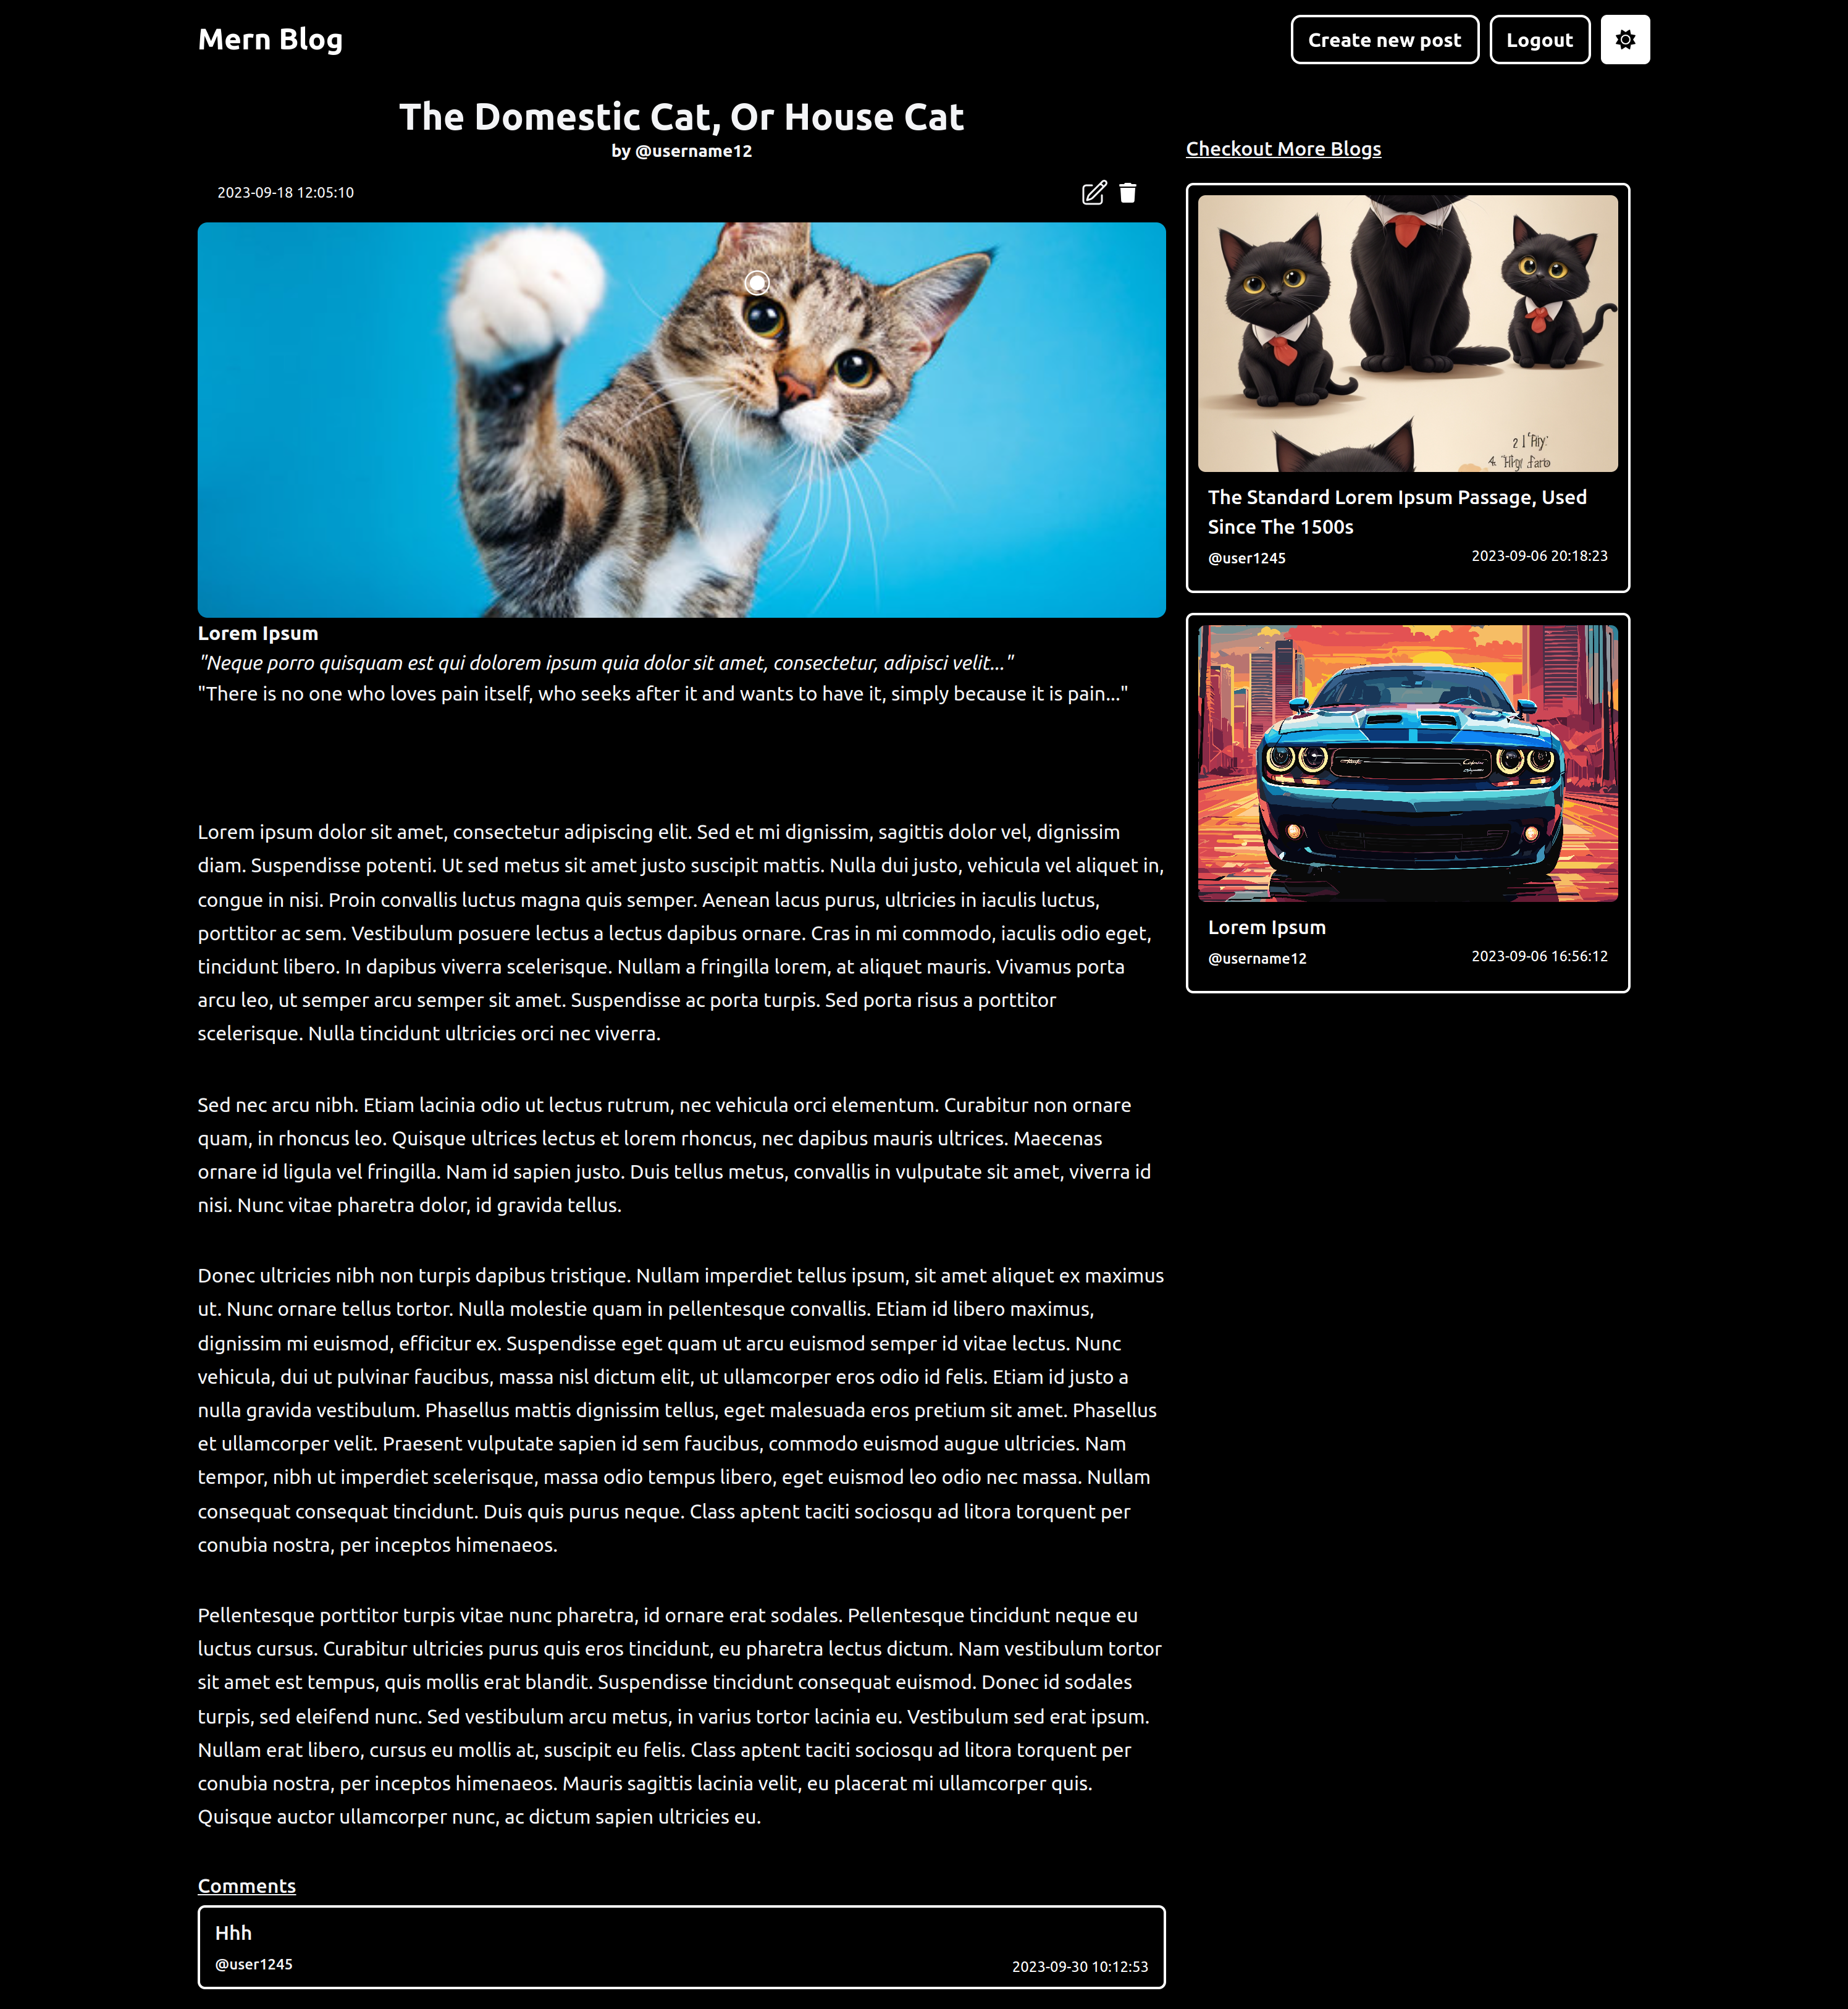 Mern Blog
Create new post
Logout
The Domestic Cat, Or House Cat
by @username12
2023-09-18 12:05:10
Lorem Ipsum
"Neque porro quisquam est qui dolorem ipsum quia dolor sit amet, consectetur, adipisci velit..."
"There is no one who loves pain itself, who seeks after it and wants to have it, simply because it is pain..."
Lorem ipsum dolor sit amet, consectetur adipiscing elit. Sed et mi dignissim, sagittis dolor vel, dignissim
diam. Suspendisse potenti. Ut sed metus sit amet justo suscipit mattis. Nulla dui justo, vehicula vel aliquet in,
congue in nisi. Proin convallis luctus magna quis semper. Aenean lacus purus, ultricies in iaculis luctus,
porttitor ac sem. Vestibulum posuere lectus a lectus dapibus ornare. Cras in mi commodo, iaculis odio eget,
tincidunt libero. In dapibus viverra scelerisque. Nullam a fringilla lorem, at aliquet mauris. Vivamus porta
arcu leo, ut semper arcu semper sit amet. Suspendisse ac porta turpis. Sed porta risus a porttitor
scelerisque. Nulla tincidunt ultricies orci nec viverra.
Sed nec arcu nibh. Etiam lacinia odio ut lectus rutrum, nec vehicula orci elementum. Curabitur non ornare
quam, in rhoncus leo. Quisque ultrices lectus et lorem rhoncus, nec dapibus mauris ultrices. Maecenas
ornare id ligula vel fringilla. Nam id sapien justo. Duis tellus metus, convallis in vulputate sit amet, viverra id
nisi. Nunc vitae pharetra dolor, id gravida tellus.
Donec ultricies nibh non turpis dapibus tristique. Nullam imperdiet tellus ipsum, sit amet aliquet ex maximus
ut. Nunc ornare tellus tortor. Nulla molestie quam in pellentesque convallis. Etiam id libero maximus,
dignissim mi euismod, efficitur ex. Suspendisse eget quam ut arcu euismod semper id vitae lectus. Nunc
vehicula, dui ut pulvinar faucibus, massa nisl dictum elit, ut ullamcorper eros odio id felis. Etiam id justo a
nulla gravida vestibulum. Phasellus mattis dignissim tellus, eget malesuada eros pretium sit amet. Phasellus
et ullamcorper velit. Praesent vulputate sapien id sem faucibus, commodo euismod augue ultricies. Nam
tempor, nibh ut imperdiet scelerisque, massa odio tempus libero, eget euismod leo odio nec massa. Nullam
consequat consequat tincidunt. Duis quis purus neque. Class aptent taciti sociosqu ad litora torquent per
conubia nostra, per inceptos himenaeos.
Pellentesque porttitor turpis vitae nunc pharetra, id ornare erat sodales. Pellentesque tincidunt neque eu
luctus cursus. Curabitur ultricies purus quis eros tincidunt, eu pharetra lectus dictum. Nam vestibulum tortor
sit amet est tempus, quis mollis erat blandit. Suspendisse tincidunt consequat euismod. Donec id sodales
turpis, sed eleifend nunc. Sed vestibulum arcu metus, in varius tortor lacinia eu. Vestibulum sed erat ipsum.
Nullam erat libero, cursus eu mollis at, suscipit eu felis. Class aptent taciti sociosqu ad litora torquent per
conubia nostra, per inceptos himenaeos. Mauris sagittis lacinia velit, eu placerat mi ullamcorper quis.
Quisque auctor ullamcorper nunc, ac dictum sapien ultricies eu.
Comments
Hhh
@user1245
2023-09-30 10:12:53
Checkout More Blogs
The Standard Lorem Ipsum Passage, Used
Since The 1500s
@user1245
2023-09-06 20:18:23
Lorem Ipsum
@username12
2023-09-06 16:56:12